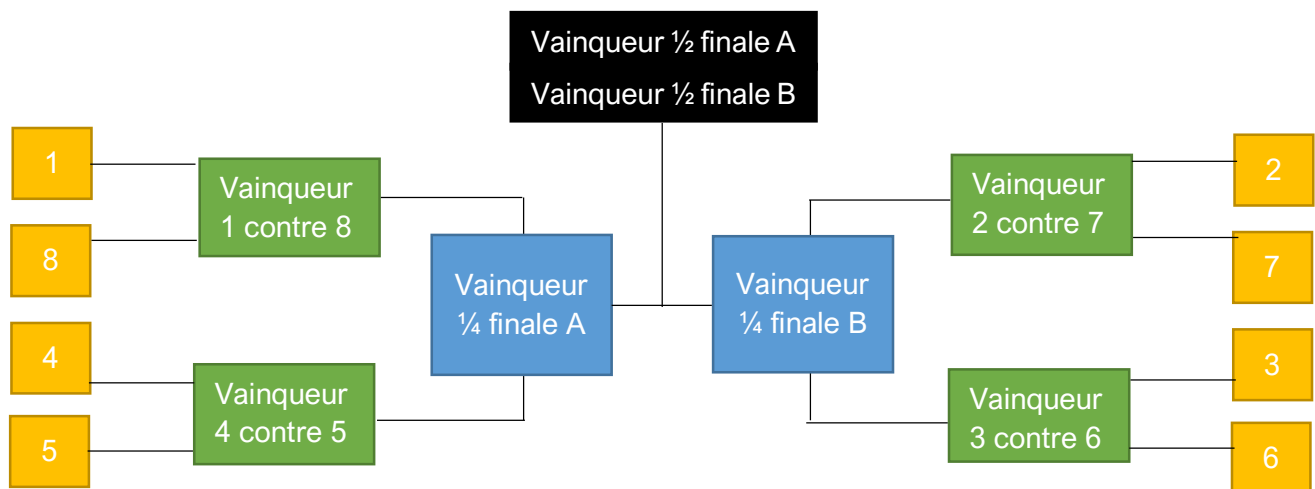 Vainqueur ½ finale A
Vainqueur ½ finale B
1
8
4
5
Vainqueur
1 contre 8
Vainqueur
4 contre 5
Vainqueur
¼ finale A
Vainqueur
¼ finale B
Vainqueur
2 contre 7
Vainqueur
3 contre 6
2
7
3
6